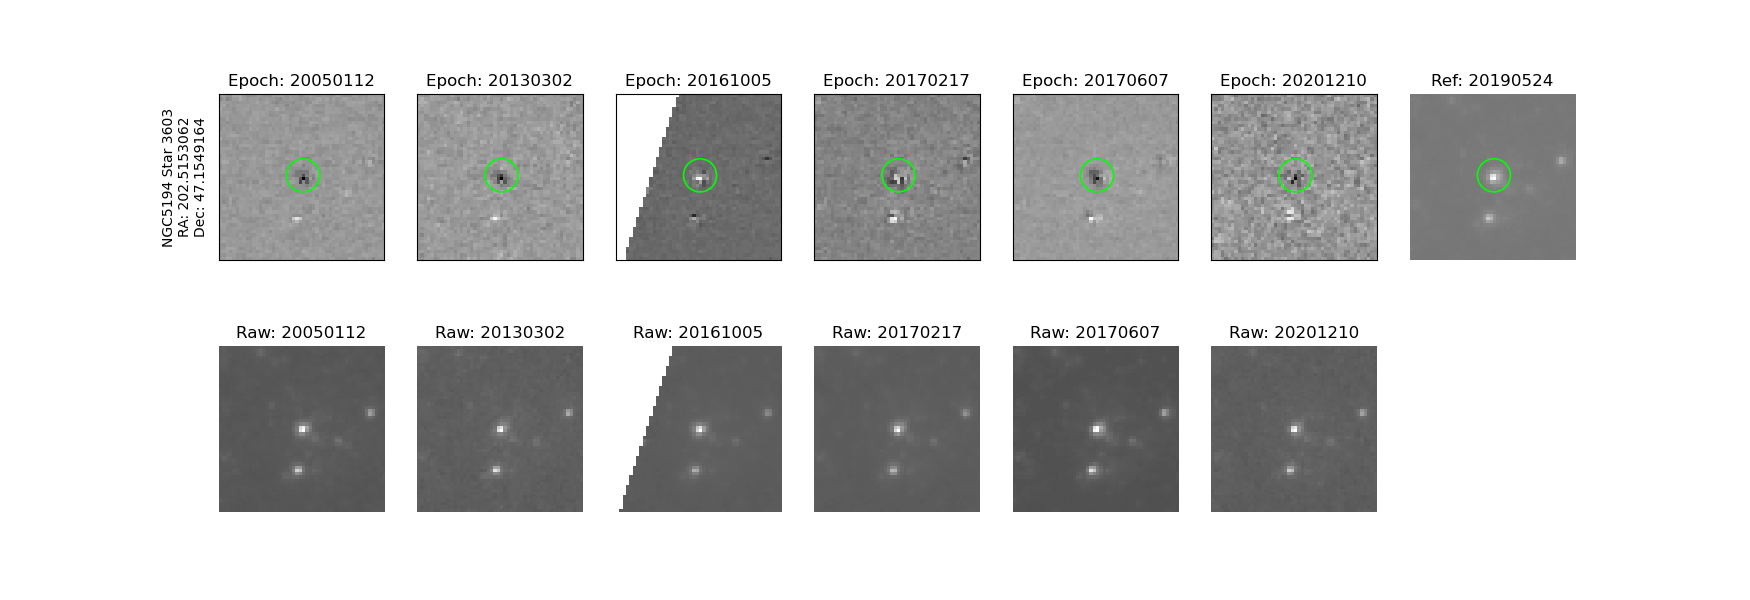 Epoch: 20050112
Epoch: 20130302
Epoch: 20161005
Epoch: 20170217
Epoch: 20170607
Epoch: 20201210
Ref: 20190524
NGC5194 Star 3603
RA: 202.5153062
Dec: 47.1549164
Raw: 20050112
Raw: 20130302
Raw: 20161005
Raw: 20170217
Raw: 20170607
Raw: 20201210